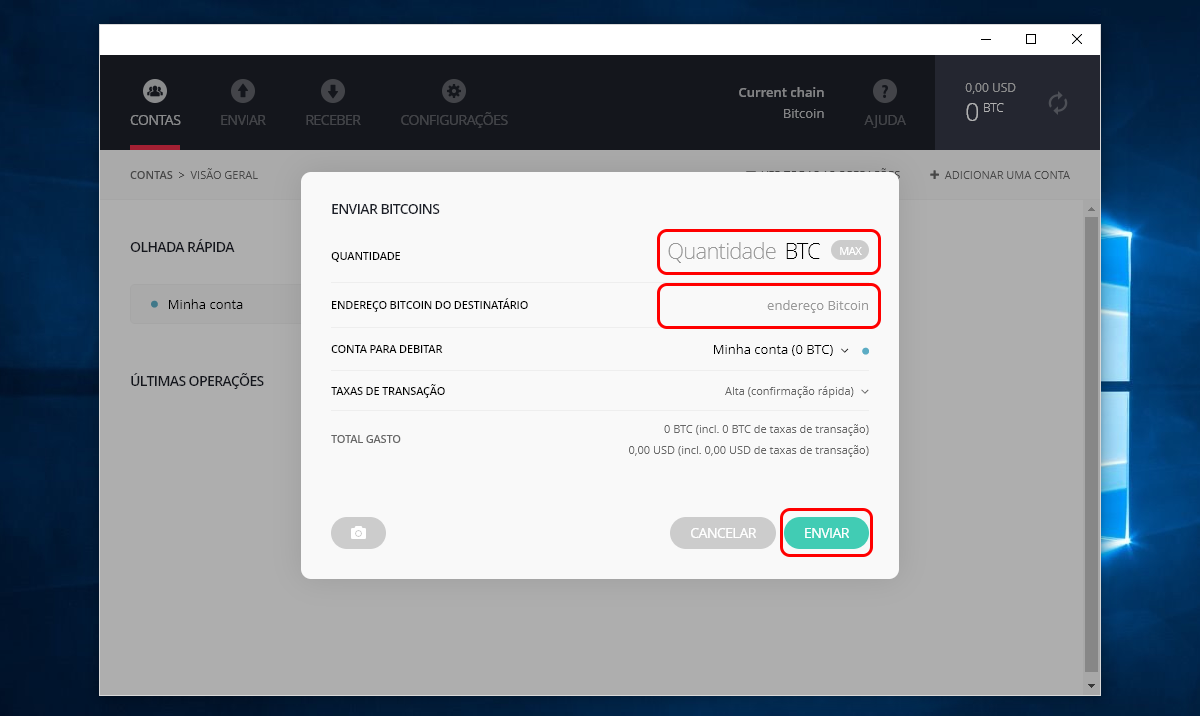 CONTAS
ENVIAR
RECEBER
CONFIGURAÇÕES
Current chain
Bitcoin
AJUDA
0,00 USD
0 BTC
CONTAS > VISÃO GERAL
ADICIONAR UMA CONTA
OLHADA RÁPIDA
Minha conta
ÚLTIMAS OPERAÇÕES
ENVIAR BITCOINS
QUANTIDADE
Quantidade BTC MAX
ENDEREÇO BITCOIN DO DESTINATÁRIO
endereço Bitcoin
CONTA PARA DEBITAR
Minha conta (0 BTC)
TAXAS DE TRANSAÇÃO
Alta (confirmação rápida)
TOTAL GASTO
0 BTC (incl. 0 BTC de taxas de transação)
0,00 USD (incl. 0,00 USD de taxas de transação)
CANCELAR
ENVIAR